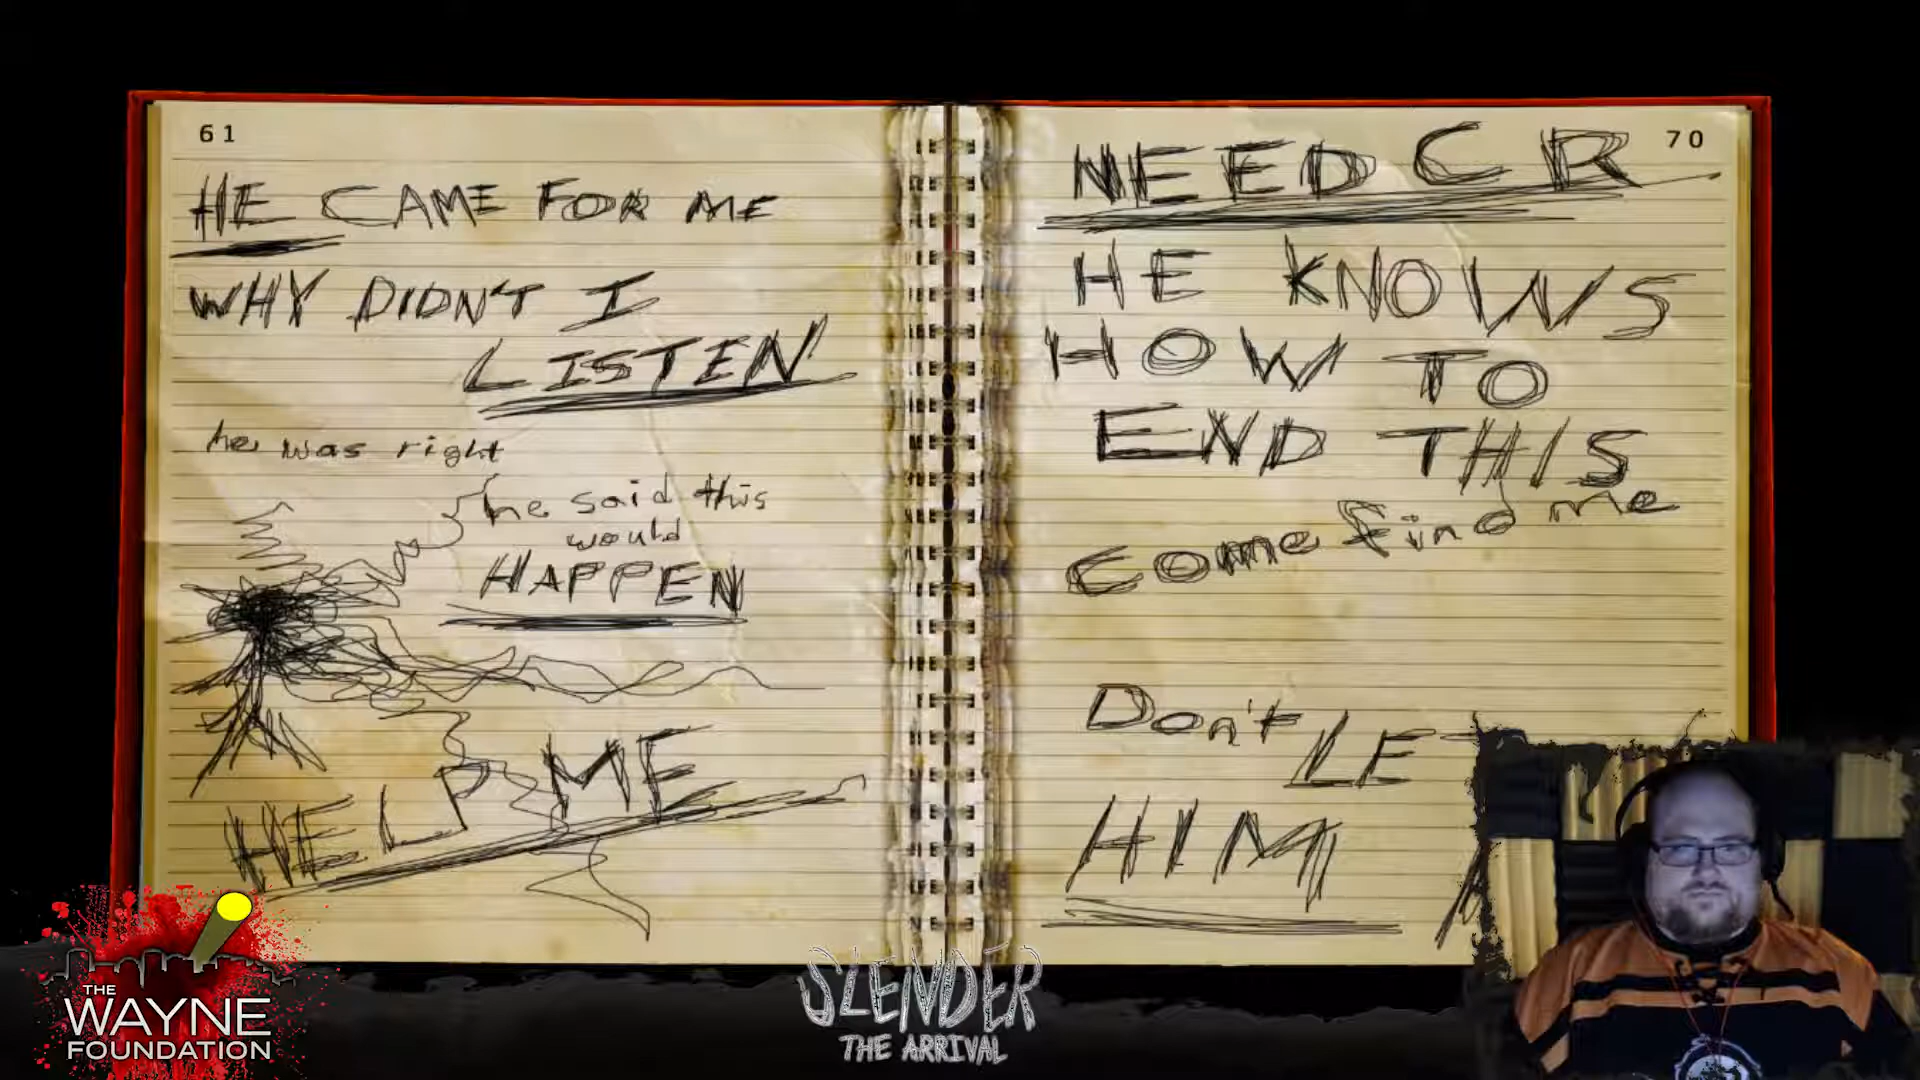 61
HE CAME FOR ME
WHY DIDN'T I
LISTEN
he was right
he said this
would
HAPPEN
HELP ME
70
NEED CR
HE KNOWS
HOW TO
END THIS
come find me
Don't LE
HIM
THE
WAYNE
FOUNDATION
SLENDER
THE ARRIVAL